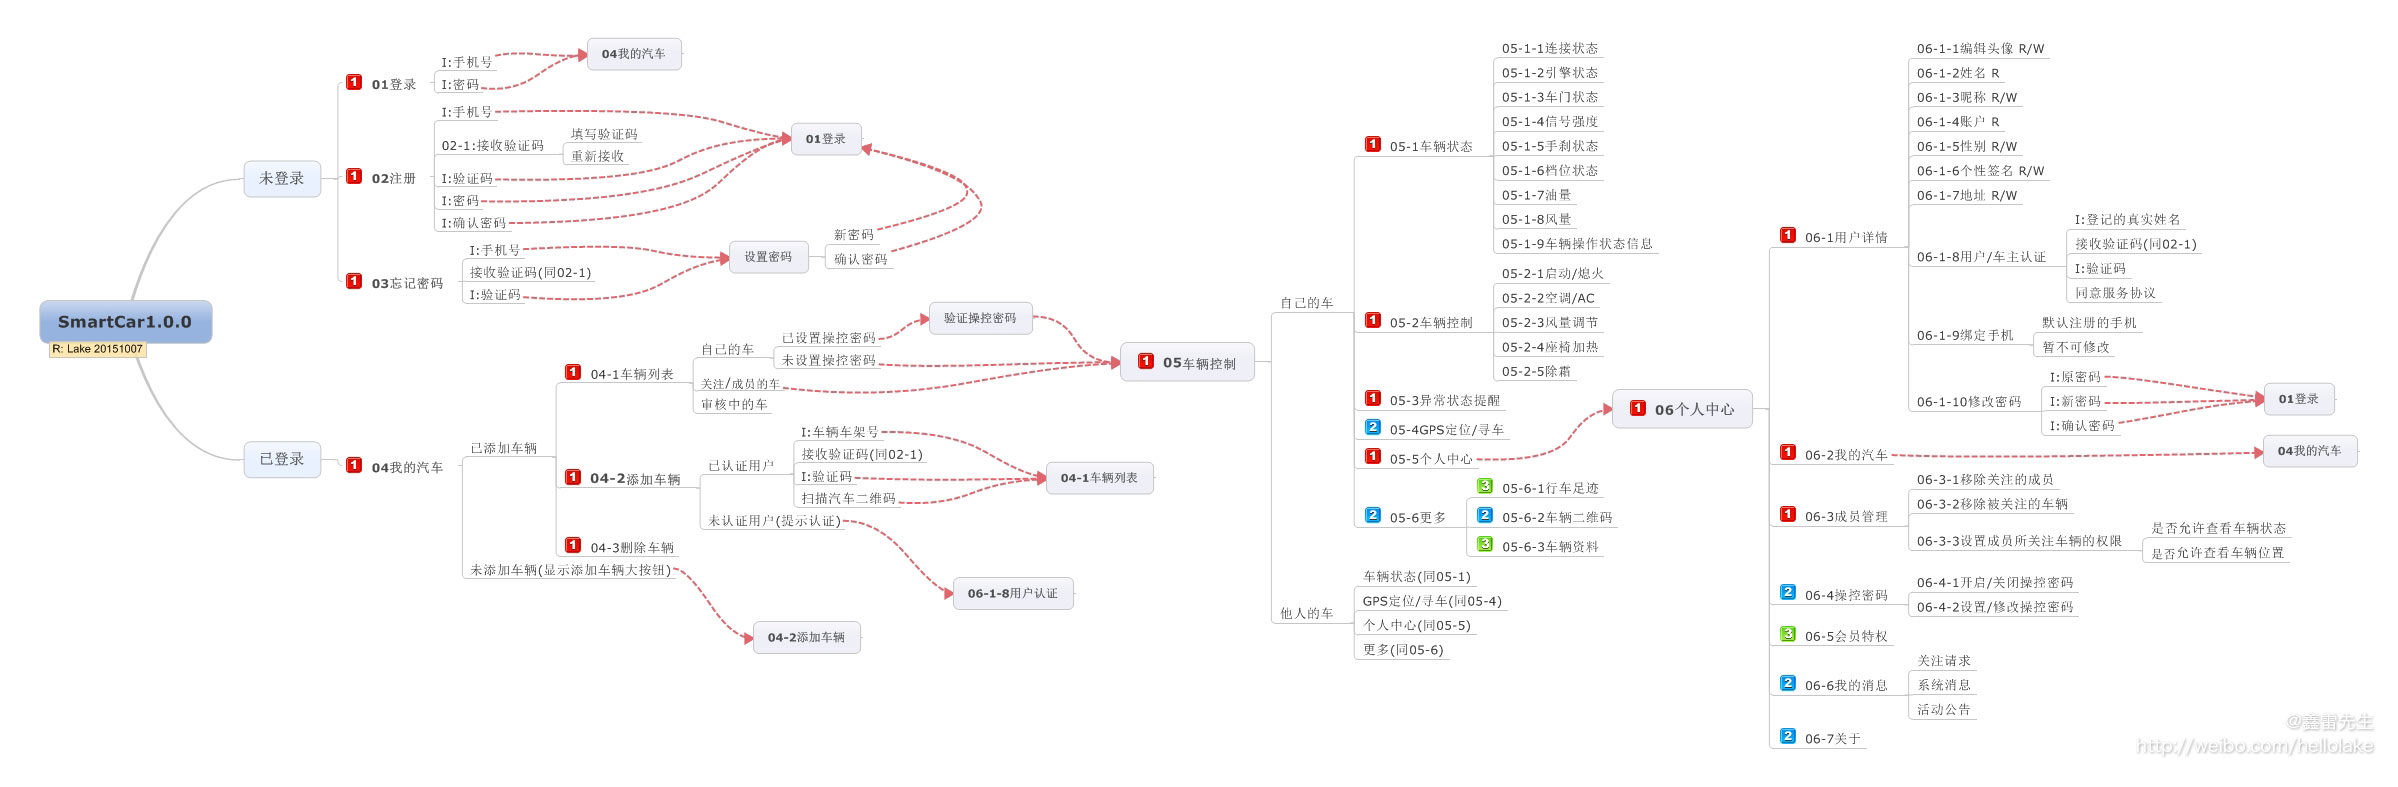 SmartCar1.0.0
R: Lake 20151007
未登录
1 01登录
I:手机号
I:密码
04我的汽车
1 02注册
I:手机号
02-1:接收验证码
填写验证码
重新接收
I:验证码
I:密码
I:确认密码
01登录
1 03忘记密码
I:手机号
接收验证码(同02-1)
I:验证码
设置密码
新密码
确认密码
已登录
1 04我的汽车
已添加车辆
1 04-1车辆列表
自己的车
已设置操控密码
未设置操控密码
验证操控密码
关注/成员的车
审核中的车
1 04-2添加车辆
已认证用户
I:车辆车架号
接收验证码(同02-1)
I:验证码
扫描汽车二维码
04-1车辆列表
未认证用户(提示认证)
06-1-8用户认证
1 04-3删除车辆
未添加车辆(显示添加车辆大按钮)
04-2添加车辆
1 05车辆控制
自己的车
1 05-1车辆状态
05-1-1连接状态
05-1-2引擎状态
05-1-3车门状态
05-1-4信号强度
05-1-5手刹状态
05-1-6档位状态
05-1-7油量
05-1-8风量
05-1-9车辆操作状态信息
1 05-2车辆控制
05-2-1启动/熄火
05-2-2空调/AC
05-2-3风量调节
05-2-4座椅加热
05-2-5除霜
1 05-3异常状态提醒
2 05-4GPS定位/寻车
1 05-5个人中心
2 05-6更多
3 05-6-1行车足迹
2 05-6-2车辆二维码
3 05-6-3车辆资料
他人的车
车辆状态(同05-1)
GPS定位/寻车(同05-4)
个人中心(同05-5)
更多(同05-6)
1 06个人中心
1 06-1用户详情
06-1-1编辑头像 R/W
06-1-2姓名 R
06-1-3昵称 R/W
06-1-4账户 R
06-1-5性别 R/W
06-1-6个性签名 R/W
06-1-7地址 R/W
06-1-8用户/车主认证
I:登记的真实姓名
接收验证码(同02-1)
I:验证码
同意服务协议
06-1-9绑定手机
默认注册的手机
暂不可修改
06-1-10修改密码
I:原密码
I:新密码
I:确认密码
01登录
1 06-2我的汽车
04我的汽车
1 06-3成员管理
06-3-1移除关注的成员
06-3-2移除被关注的车辆
06-3-3设置成员所关注车辆的权限
是否允许查看车辆状态
是否允许查看车辆位置
2 06-4操控密码
06-4-1开启/关闭操控密码
06-4-2设置/修改操控密码
3 06-5会员特权
2 06-6我的消息
关注请求
系统消息
活动公告
2 06-7关于
@鑫雷先生
http://weibo.com/hellolake